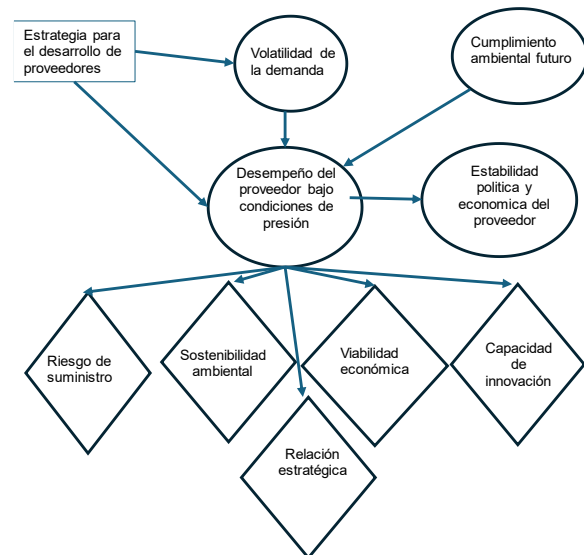 Estrategia para
el desarrollo de
proveedores
Volatilidad de
la demanda
Cumplimiento
ambiental futuro
Desempeño del
proveedor bajo
condiciones de
presión
Estabilidad
politica y
economica del
proveedor
Riesgo de
suministro
Sostenibilidad
ambiental
Viabilidad
económica
Capacidad
de
innovación
Relación
estratégica